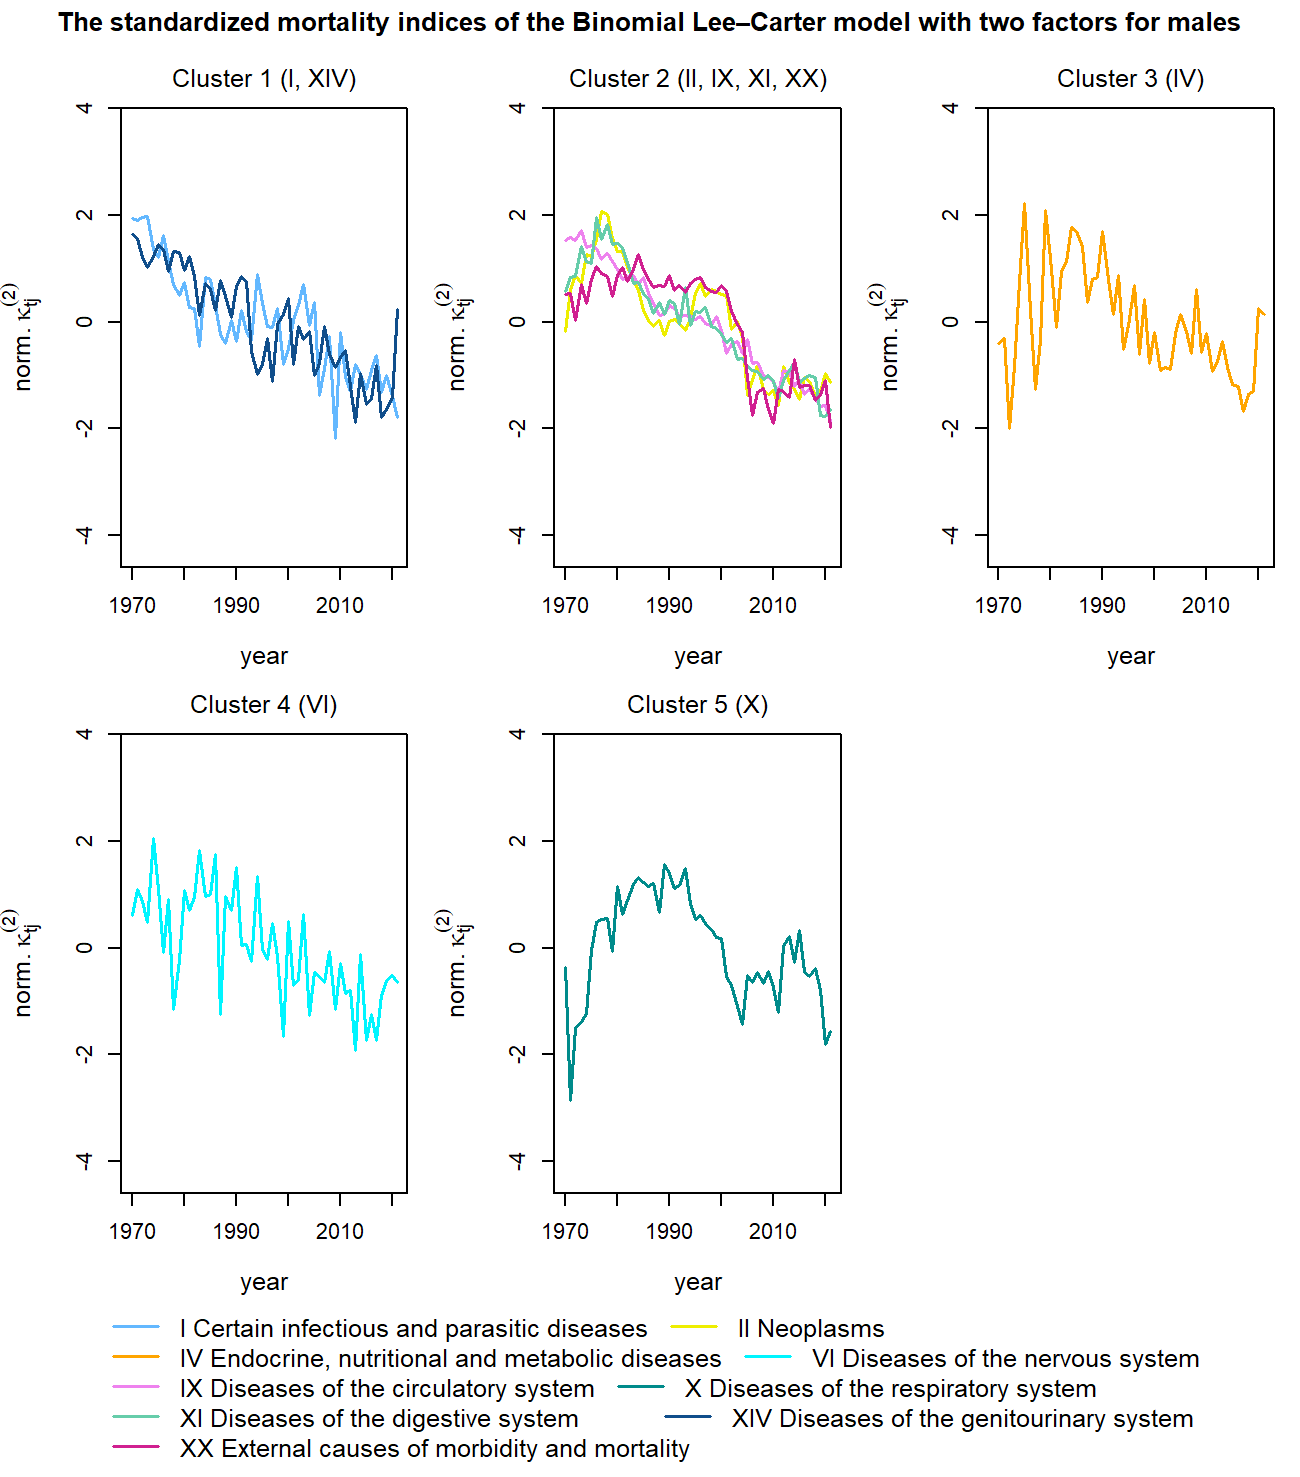 The standardized mortality indices of the Binomial Lee–Carter model with two factors for males
Cluster 1 (I, XIV)
4
2
0
-2
-4
norm. κtj(2)
1970 1990 2010
year
Cluster 2 (II, IX, XI, XX)
4
2
0
-2
-4
norm. κtj(2)
1970 1990 2010
year
Cluster 3 (IV)
4
2
0
-2
-4
norm. κtj(2)
1970 1990 2010
year
Cluster 4 (VI)
4
2
0
-2
-4
norm. κtj(2)
1970 1990 2010
year
Cluster 5 (X)
4
2
0
-2
-4
norm. κtj(2)
1970 1990 2010
year
I Certain infectious and parasitic diseases II Neoplasms
IV Endocrine, nutritional and metabolic diseases VI Diseases of the nervous system
IX Diseases of the circulatory system X Diseases of the respiratory system
XI Diseases of the digestive system XIV Diseases of the genitourinary system
XX External causes of morbidity and mortality